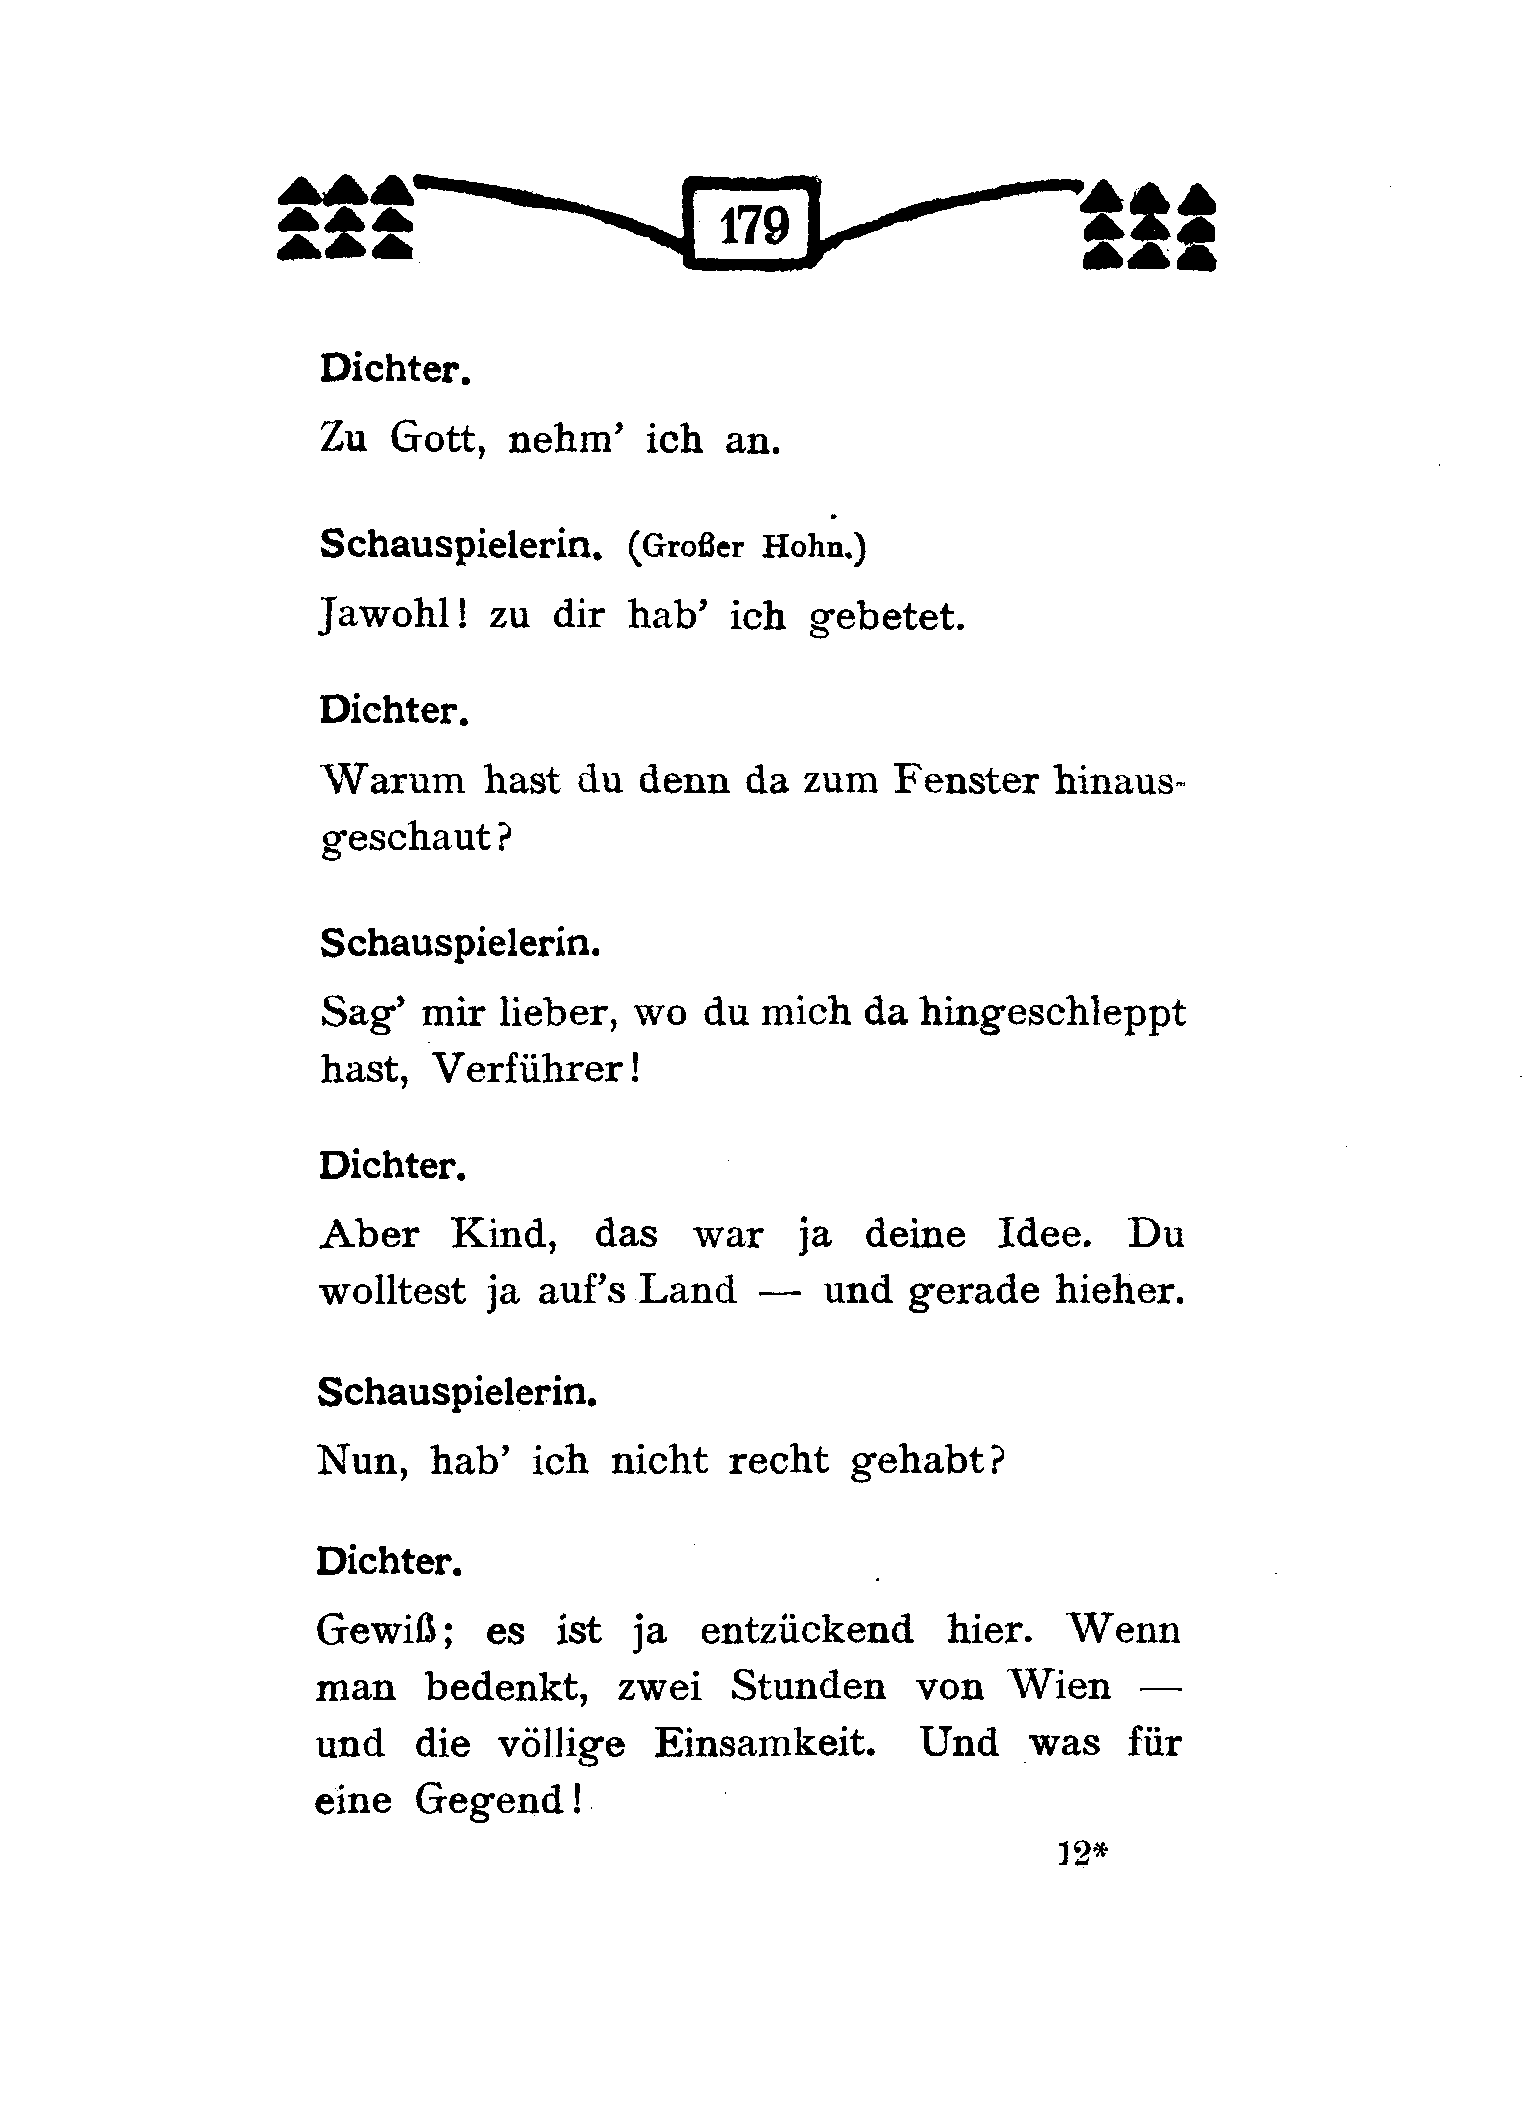 179
Dichter.
Zu Gott, nehm’ ich an.
Schauspielerin. (Großer Hohn.)
Jawohl! zu dir hab’ ich gebetet.
Dichter.
Warum hast du denn da zum Fenster hinaus-
geschaut?
Schauspielerin.
Sag’ mir lieber, wo du mich da hingeschleppt
hast, Verführer!
Dichter.
Aber Kind, das war ja deine Idee. Du
wolltest ja auf’s Land — und gerade hieher.
Schauspielerin.
Nun, hab’ ich nicht recht gehabt?
Dichter.
Gewiß; es ist ja entzückend hier. Wenn
man bedenkt, zwei Stunden von Wien —
und die völlige Einsamkeit. Und was für
eine Gegend!
12*